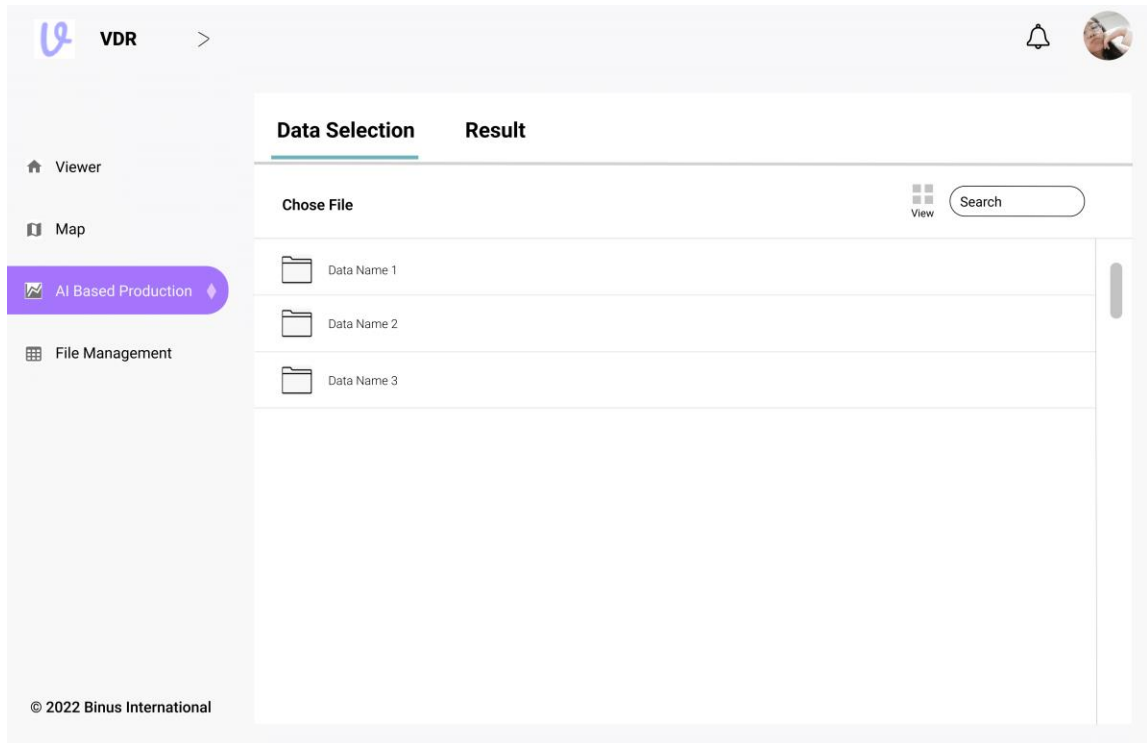 VDR >
Data Selection Result
Viewer
Chose File
View
Search
Map
Data Name 1
AI Based Production
Data Name 2
File Management
Data Name 3
© 2022 Binus International